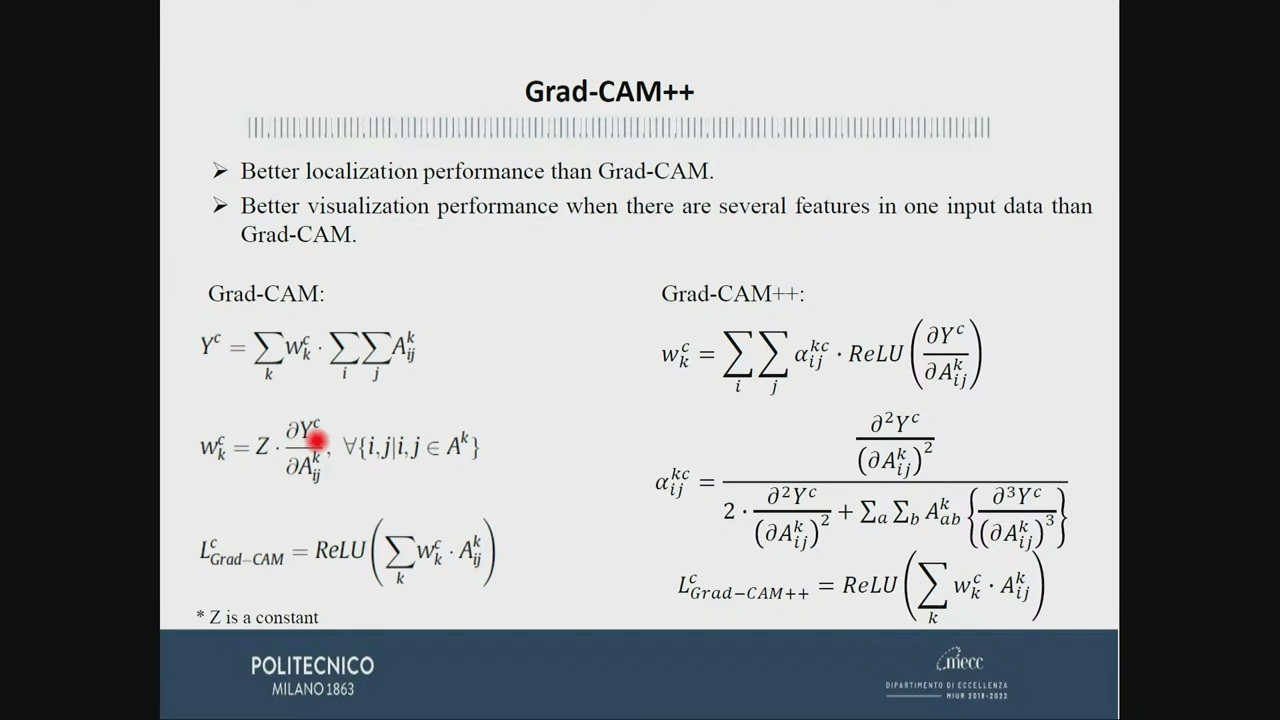 Grad-CAM++
➢ Better localization performance than Grad-CAM.
➢ Better visualization performance when there are several features in one input data than
Grad-CAM.
Grad-CAM:
Y^c = ∑_k w_k^c · ∑_i ∑_j A_ij^k
w_k^c = Z · ∂Y^c / ∂A_ij^k, ∀{i,j|i,j ∈ A^k}
L^c_Grad−CAM = ReLU(∑_k w_k^c · A_ij^k)
* Z is a constant
Grad-CAM++:
w_k^c = ∑_i ∑_j α_ij^kc · ReLU(∂Y^c / ∂A_ij^k)
α_ij^kc = (∂²Y^c / (∂A_ij^k)²) / (2 · ∂²Y^c / (∂A_ij^k)² + ∑_a ∑_b A_ab^k {∂³Y^c / (∂A_ij^k)³})
L^c_Grad−CAM++ = ReLU(∑_k w_k^c · A_ij^k)
POLITECNICO
MILANO 1863
mecc
DIPARTIMENTO DI ECCELLENZA
MIUR 2018-2022